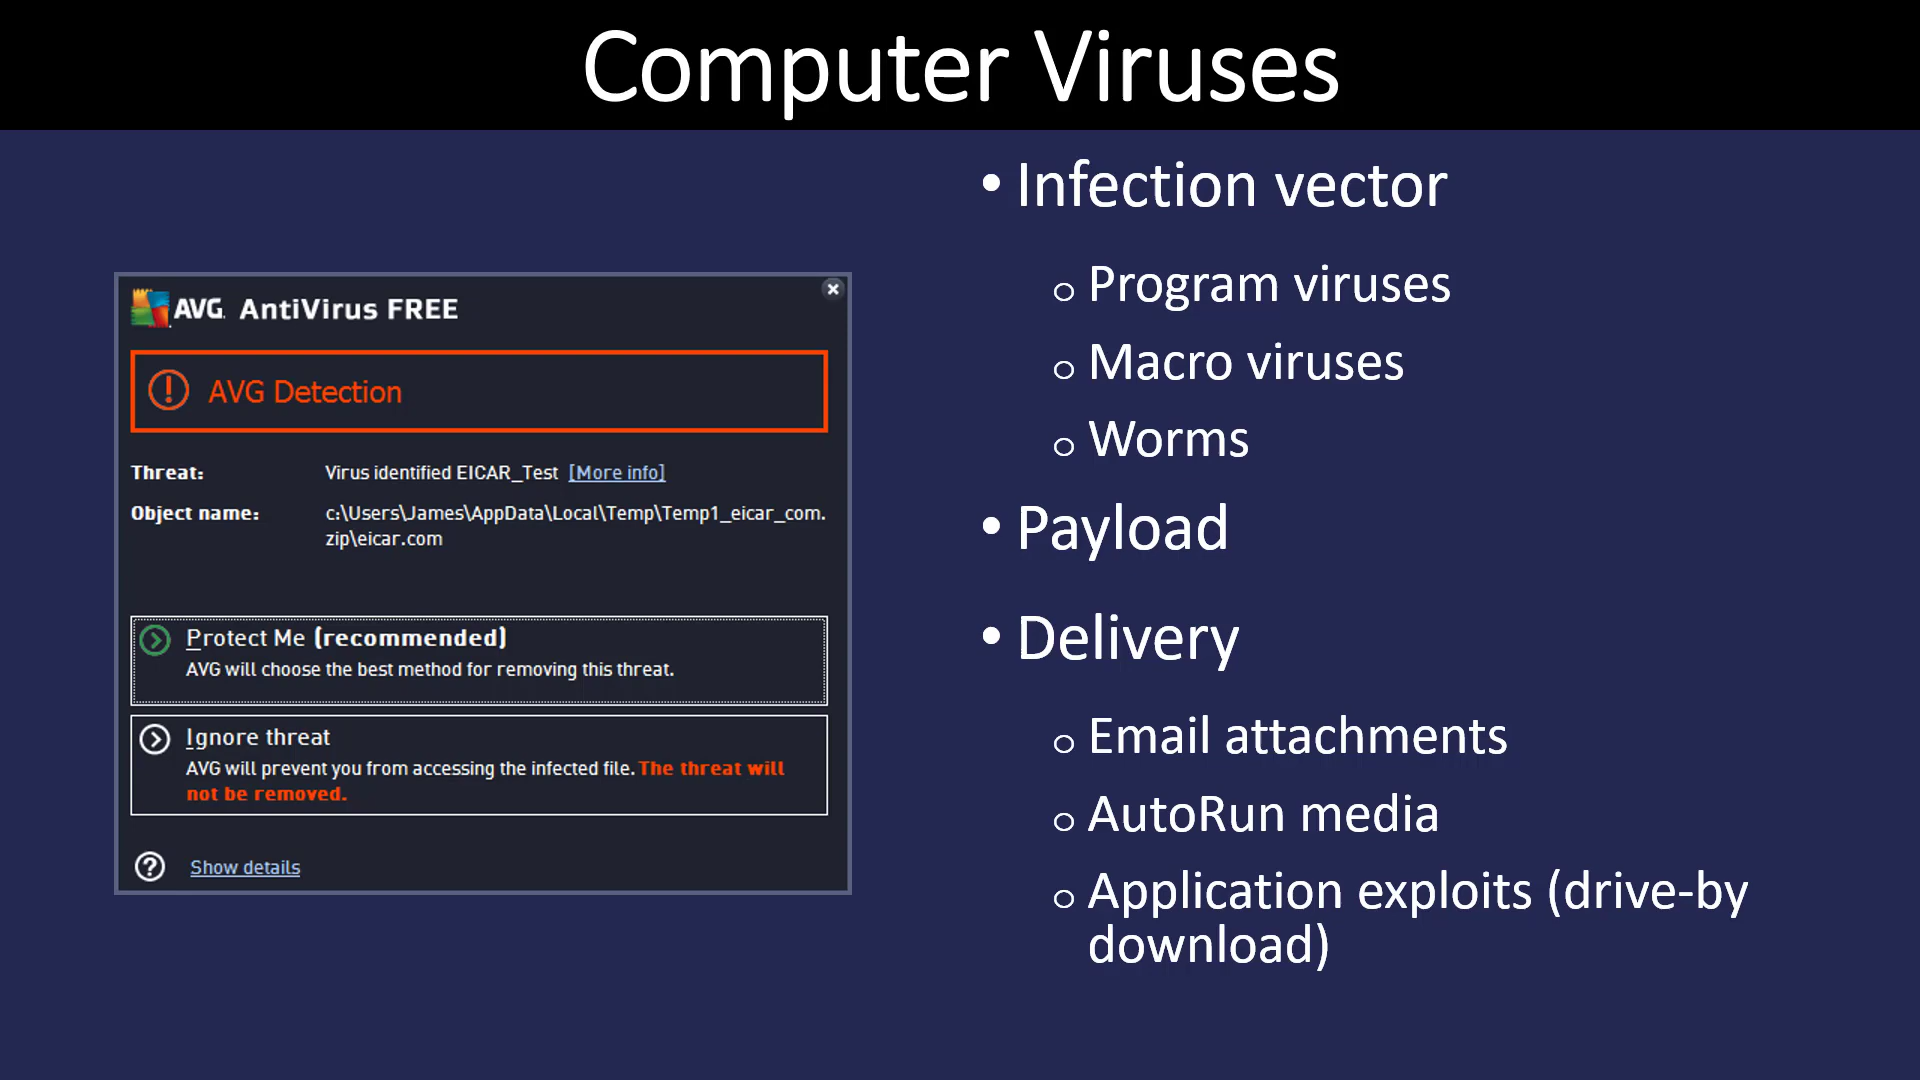 Computer Viruses
AVG. AntiVirus FREE
AVG Detection
Threat: Virus identified EICAR_Test [More info]
Object name: c:\Users\James\AppData\Local\Temp\Temp1_eicar_com.
zip\eicar.com
Protect Me (recommended)
AVG will choose the best method for removing this threat.
Ignore threat
AVG will prevent you from accessing the infected file. The threat will
not be removed.
Show details
• Infection vector
o Program viruses
o Macro viruses
o Worms
• Payload
• Delivery
o Email attachments
o AutoRun media
o Application exploits (drive-by
download)